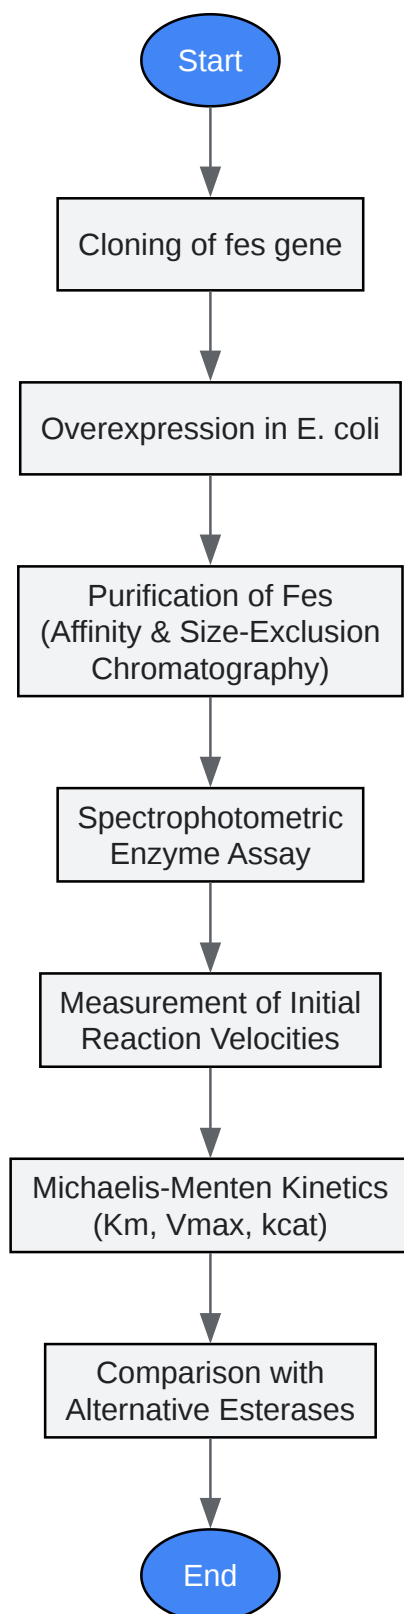 Start
Cloning of fes gene
Overexpression in E. coli
Purification of Fes
(Affinity & Size-Exclusion
Chromatography)
Spectrophotometric
Enzyme Assay
Measurement of Initial
Reaction Velocities
Michaelis-Menten Kinetics
(Km, Vmax, kcat)
Comparison with
Alternative Esterases
End